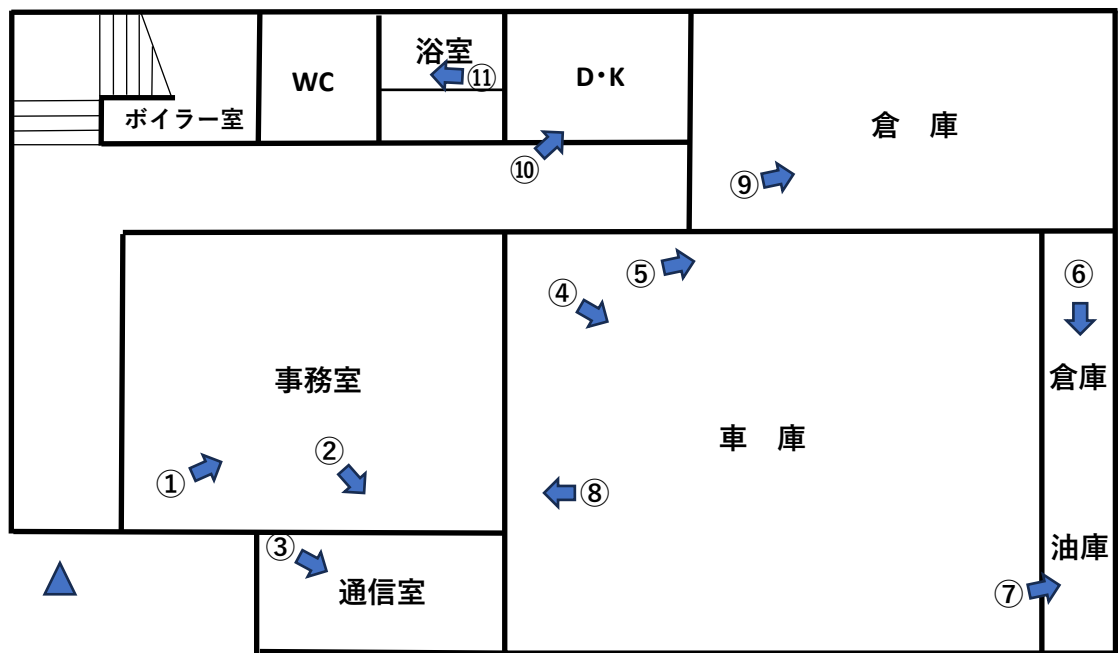 浴室
⑪
WC
D・K
ボイラー室
倉　庫
⑩
⑨
⑤
⑥
④
事務室
倉庫
車　庫
②
①
⑧
③
油庫
通信室
⑦